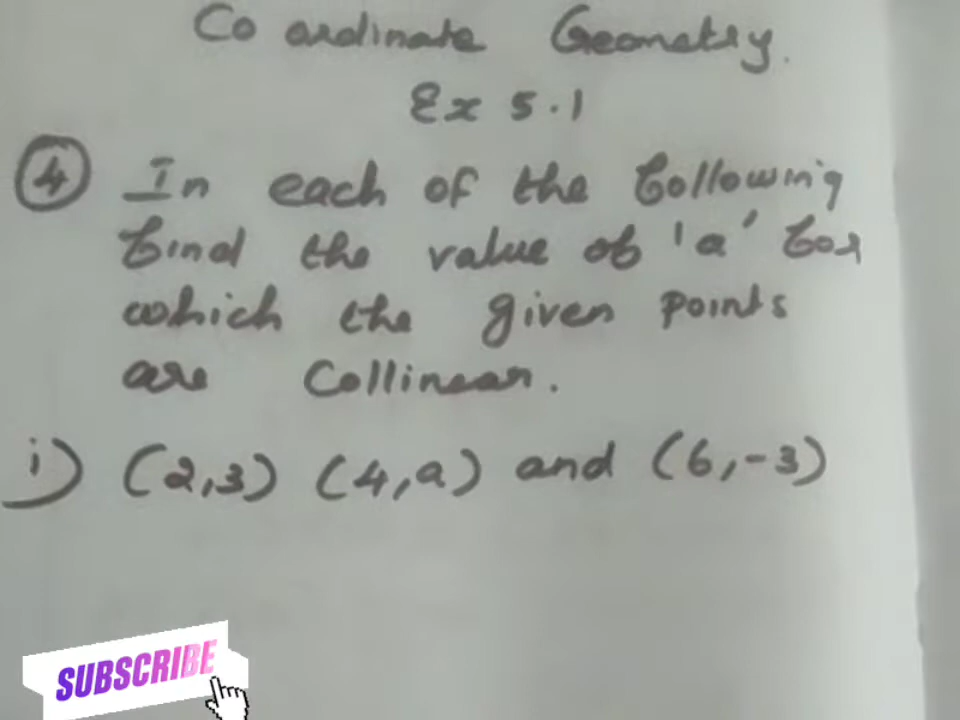 Co ordinate Geometry.
Ex 5.1
4 In each of the following
find the value of 'a' for
which the given points
are Collinear.
i) (2,3) (4,a) and (6,-3)
SUBSCRIBE